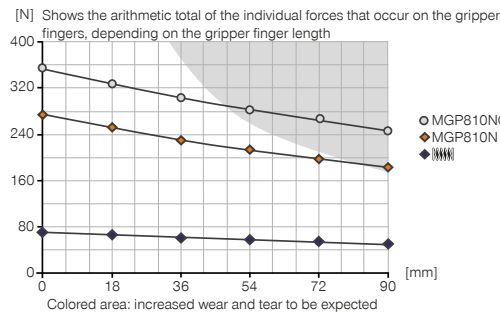 [N] Shows the arithmetic total of the individual forces that occur on the gripper
fingers, depending on the gripper finger length
400
320
240
160
80
0
0 18 36 54 72 90
[mm]
MGP810NC
MGP810N
Colored area: increased wear and tear to be expected